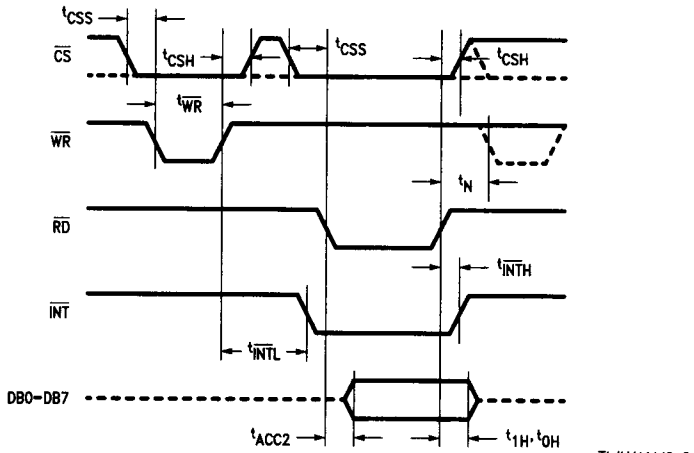 tCSS
CS
tCSH
tCSS
tCSH
tWR
WR
tN
RD
tINTH
INT
tINTL
DB0-DB7
tACC2
t1H, t0H